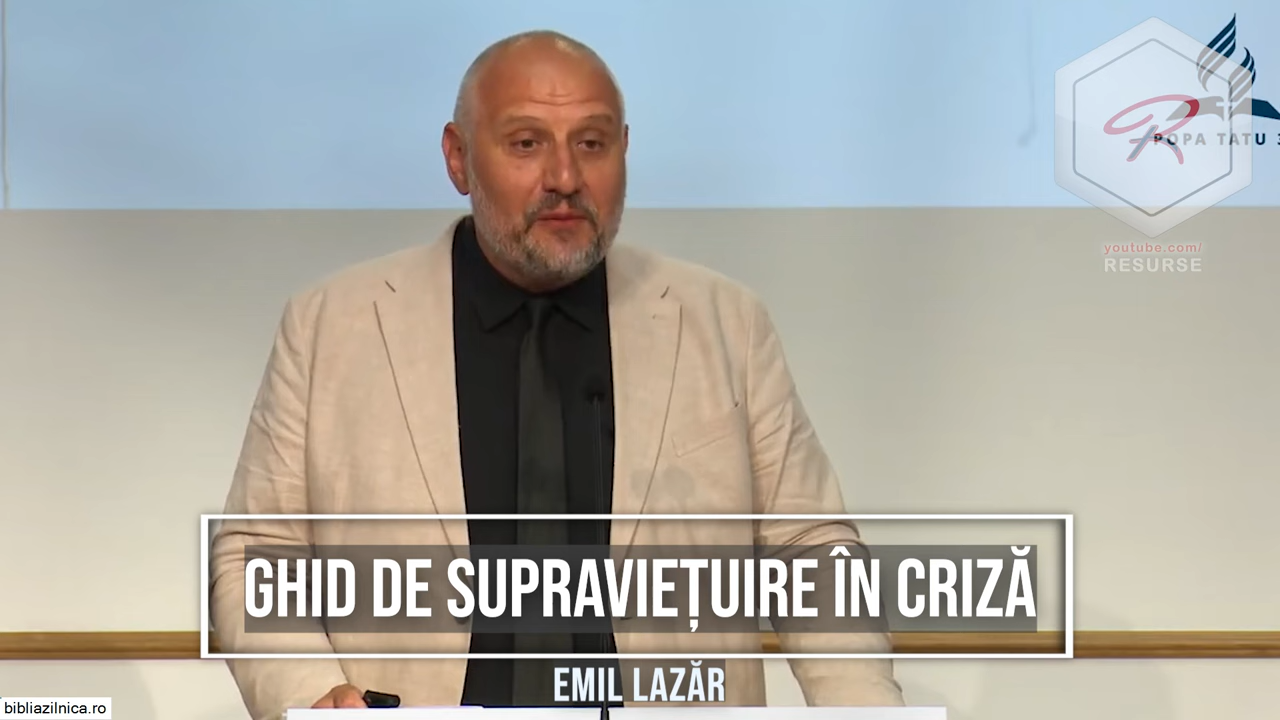 POPA TATU
youtube.com/
RESURSE
GHID DE SUPRAVIEȚUIRE ÎN CRIZĂ
EMIL LAZĂR
bibliazilnica.ro